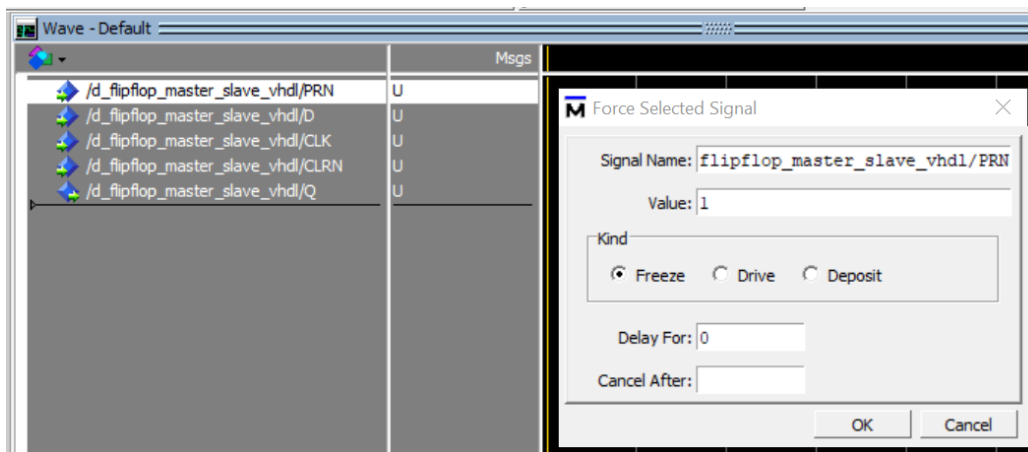 Wave - Default
Msgs
/d_flipflop_master_slave_vhdl/PRN U
/d_flipflop_master_slave_vhdl/D U
/d_flipflop_master_slave_vhdl/CLK U
/d_flipflop_master_slave_vhdl/CLRN U
/d_flipflop_master_slave_vhdl/Q U
M Force Selected Signal
Signal Name: flipflop_master_slave_vhdl/PRN
Value: 1
Kind
Freeze Drive Deposit
Delay For: 0
Cancel After:
OK Cancel